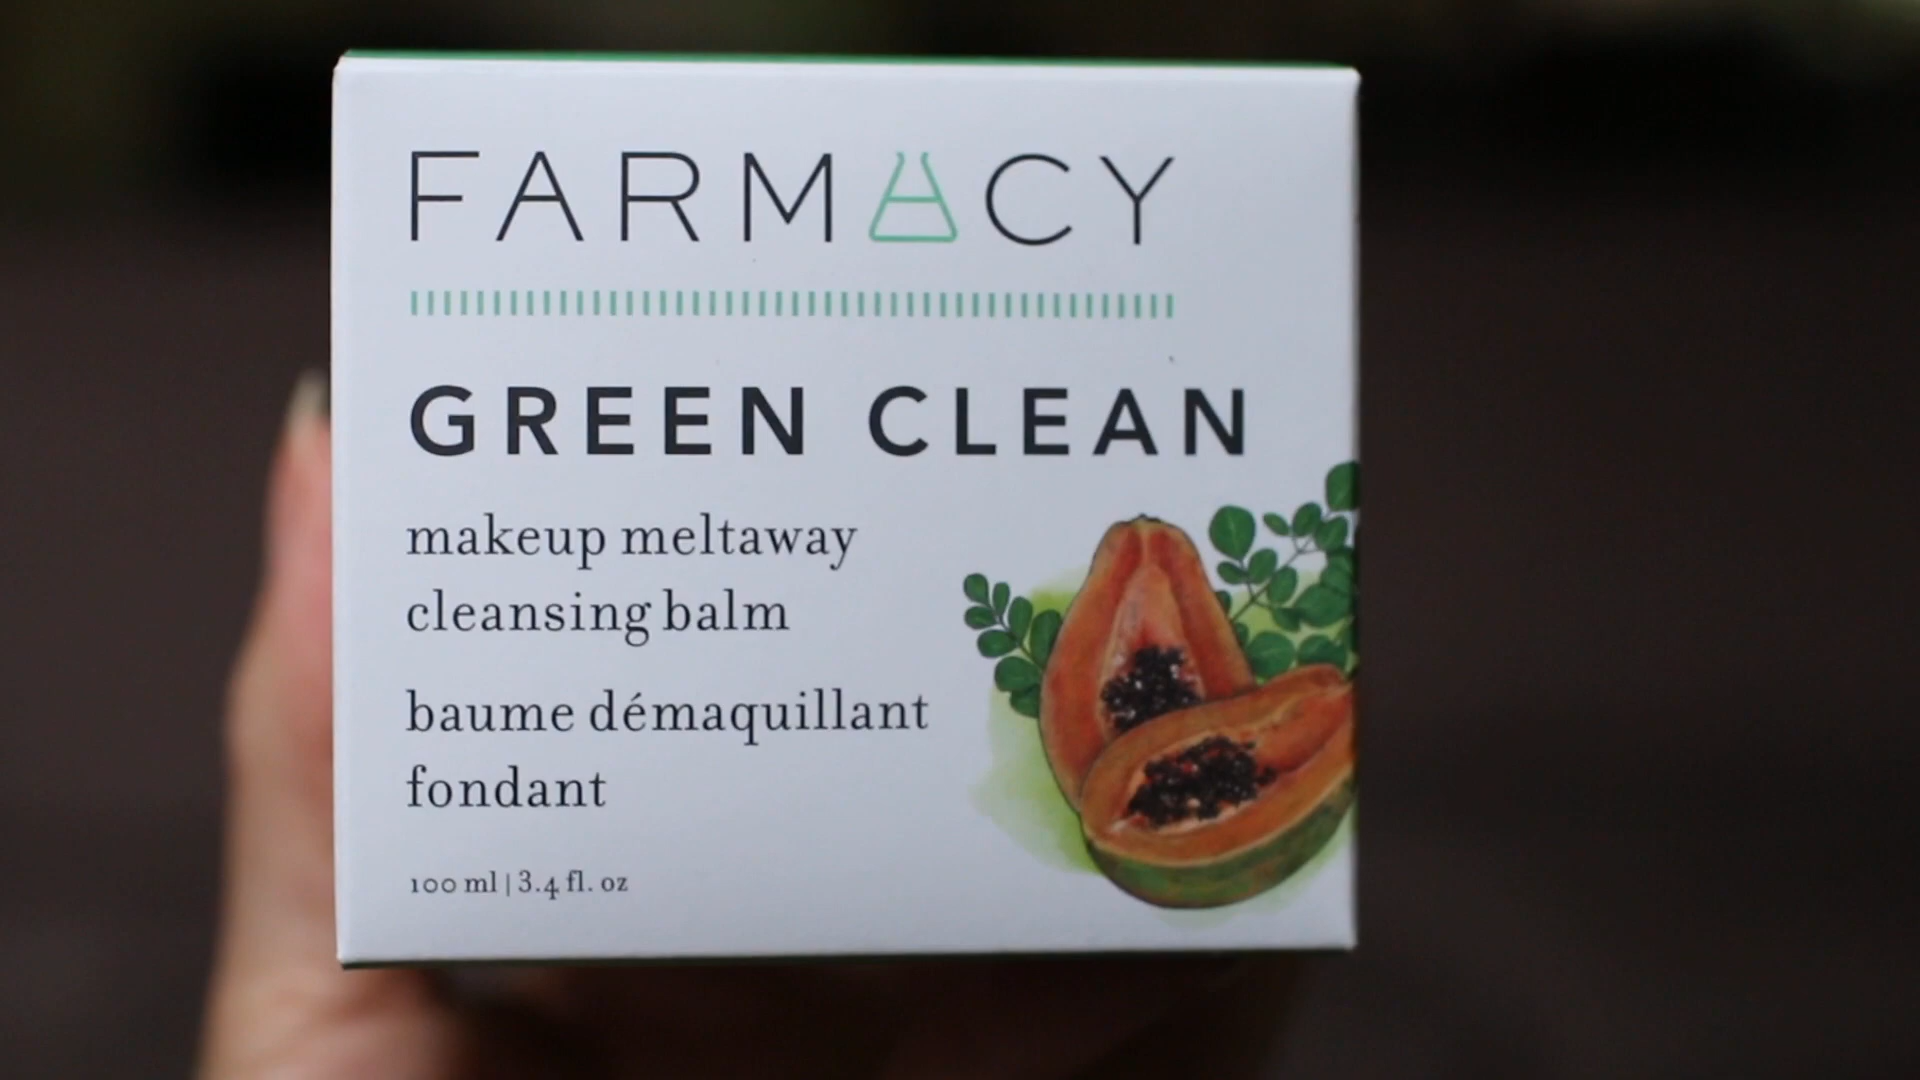 FARMACY
GREEN CLEAN
makeup meltaway
cleansing balm
baume démaquillant
fondant
100 ml | 3.4 fl. oz